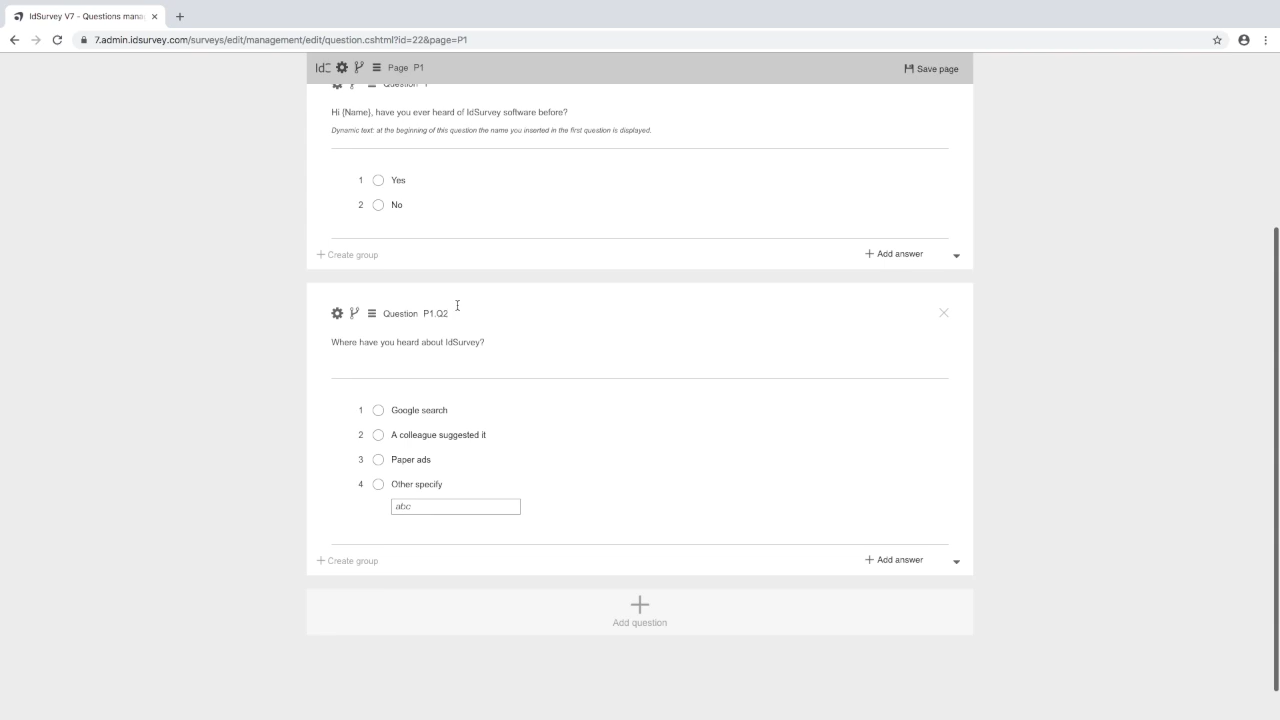 IdSurvey V7 - Questions mana
7.admin.idsurvey.com/surveys/edit/management/edit/question.cshtml?id=22&page=P1
Page P1
Save page
Question
Hi {Name}, have you ever heard of IdSurvey software before?
Dynamic text: at the beginning of this question the name you inserted in the first question is displayed.
1 Yes
2 No
Create group
Add answer
Question P1.Q2
Where have you heard about IdSurvey?
1 Google search
2 A colleague suggested it
3 Paper ads
4 Other specify
abc
Create group
Add answer
Add question